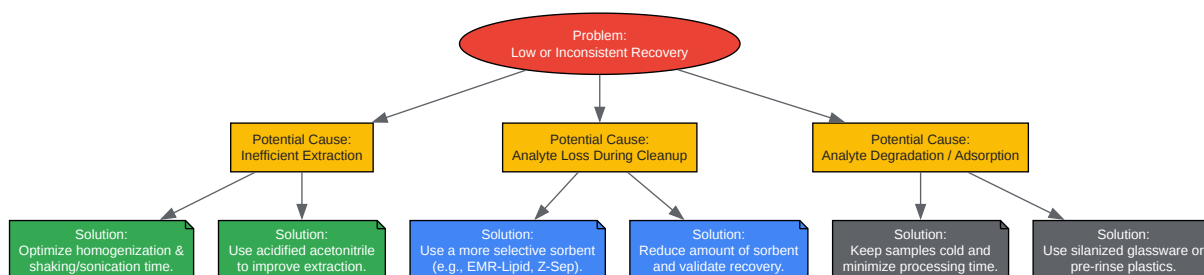 Problem:
Low or Inconsistent Recovery
Potential Cause:
Inefficient Extraction
Potential Cause:
Analyte Loss During Cleanup
Potential Cause:
Analyte Degradation / Adsorption
Solution:
Optimize homogenization &
shaking/sonication time.
Solution:
Use acidified acetonitrile
to improve extraction.
Solution:
Use a more selective sorbent
(e.g., EMR-Lipid, Z-Sep).
Solution:
Reduce amount of sorbent
and validate recovery.
Solution:
Keep samples cold and
minimize processing time.
Solution:
Use silanized glassware or
pre-rinse plastics.